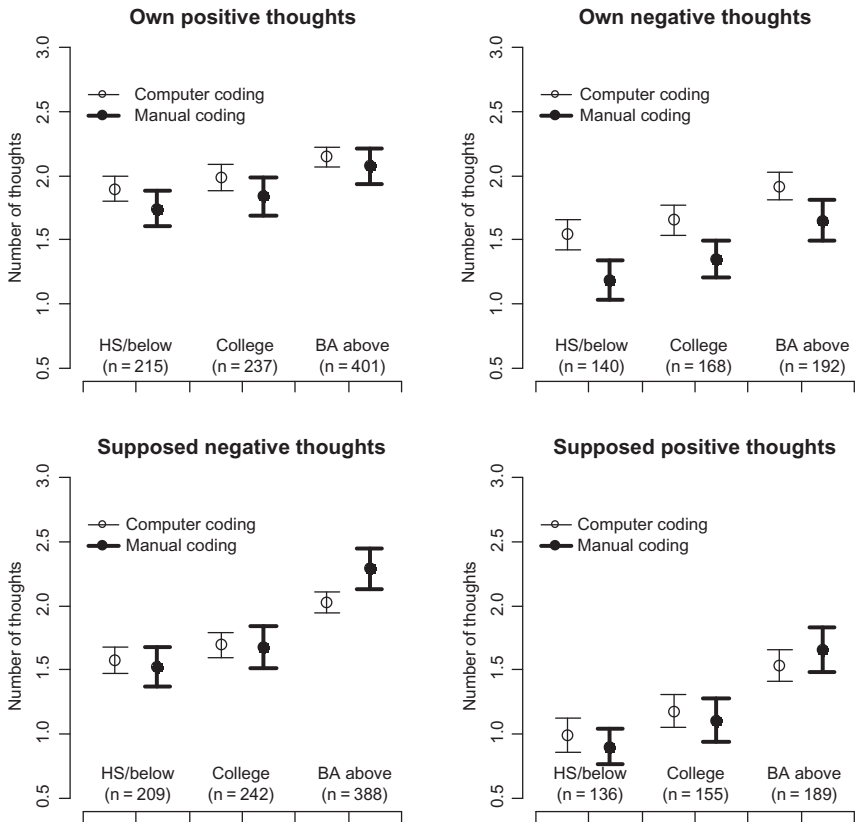 Own positive thoughts
Number of thoughts
3.0
2.5
2.0
1.5
1.0
0.5
Computer coding
Manual coding
HS/below College BA above
(n = 215) (n = 237) (n = 401)
Own negative thoughts
Number of thoughts
3.0
2.5
2.0
1.5
1.0
0.5
Computer coding
Manual coding
HS/below College BA above
(n = 140) (n = 168) (n = 192)
Supposed negative thoughts
Number of thoughts
3.0
2.5
2.0
1.5
1.0
0.5
Computer coding
Manual coding
HS/below College BA above
(n = 209) (n = 242) (n = 388)
Supposed positive thoughts
Number of thoughts
3.0
2.5
2.0
1.5
1.0
0.5
Computer coding
Manual coding
HS/below College BA above
(n = 136) (n = 155) (n = 189)